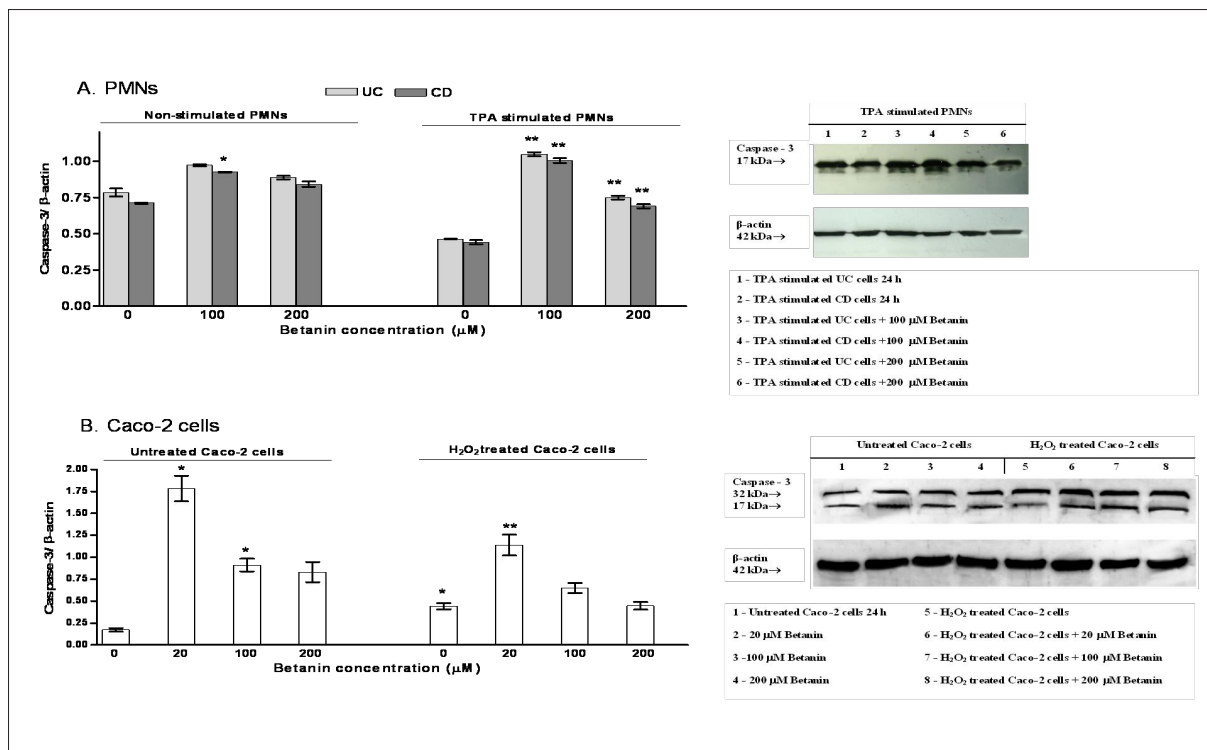 A. PMNs
UC CD
Non-stimulated PMNs
TPA stimulated PMNs
Caspase-3/ β-actin
1.00
0.75
0.50
0.25
0.00
*
** **
** **
0 100 200 0 100 200
Betanin concentration (µM)
TPA stimulated PMNs
1 2 3 4 5 6
Caspase - 3
17 kDa→
β-actin
42 kDa→
1 - TPA stimulated UC cells 24 h
2 - TPA stimulated CD cells 24 h
3 - TPA stimulated UC cells + 100 µM Betanin
4 - TPA stimulated CD cells +100 µM Betanin
5 - TPA stimulated UC cells +200 µM Betanin
6 - TPA stimulated CD cells +200 µM Betanin
B. Caco-2 cells
Untreated Caco-2 cells
H₂O₂ treated Caco-2 cells
Caspase-3/ β-actin
2.00
1.75
1.50
1.25
1.00
0.75
0.50
0.25
0.00
*
*
*
**
0 20 100 200 0 20 100 200
Betanin concentration (µM)
Untreated Caco-2 cells H₂O₂ treated Caco-2 cells
1 2 3 4 5 6 7 8
Caspase - 3
32 kDa→
17 kDa→
β-actin
42 kDa→
1 - Untreated Caco-2 cells 24 h
2 - 20 µM Betanin
3 -100 µM Betanin
4 - 200 µM Betanin
5 - H₂O₂ treated Caco-2 cells
6 - H₂O₂ treated Caco-2 cells + 20 µM Betanin
7 - H₂O₂ treated Caco-2 cells + 100 µM Betanin
8 - H₂O₂ treated Caco-2 cells + 200 µM Betanin